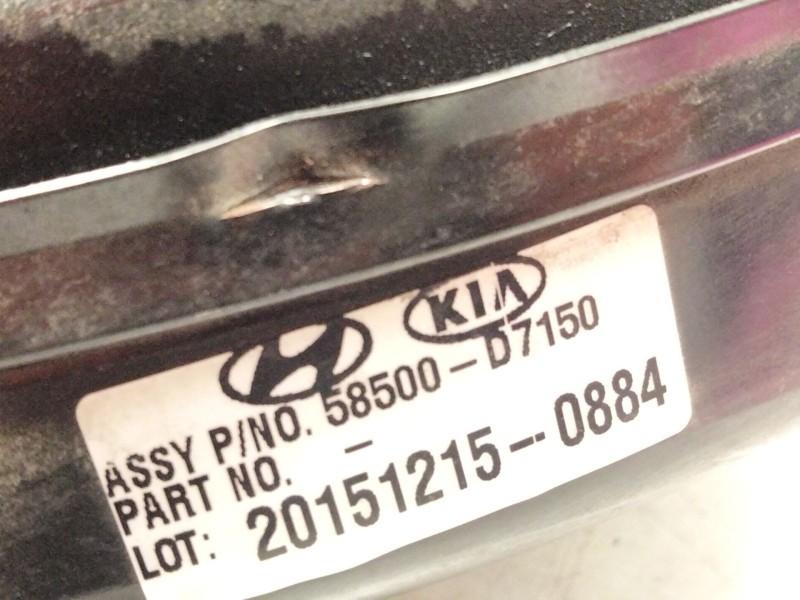 KIA
ASSY P/NO. 58500-D7150
PART NO. -
LOT: 20151215-0884